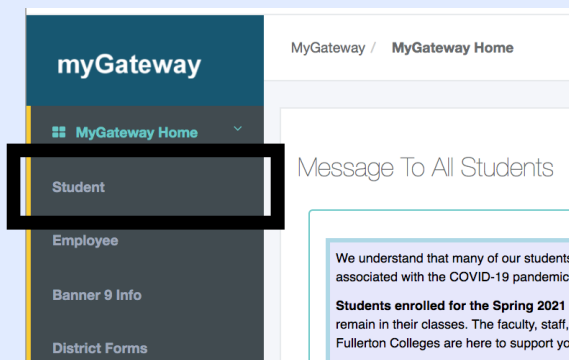 myGateway
MyGateway / MyGateway Home
MyGateway Home
Student
Employee
Banner 9 Info
District Forms
Message To All Students
We understand that many of our students
associated with the COVID-19 pandemic
Students enrolled for the Spring 2021
remain in their classes. The faculty, staff,
Fullerton Colleges are here to support yo